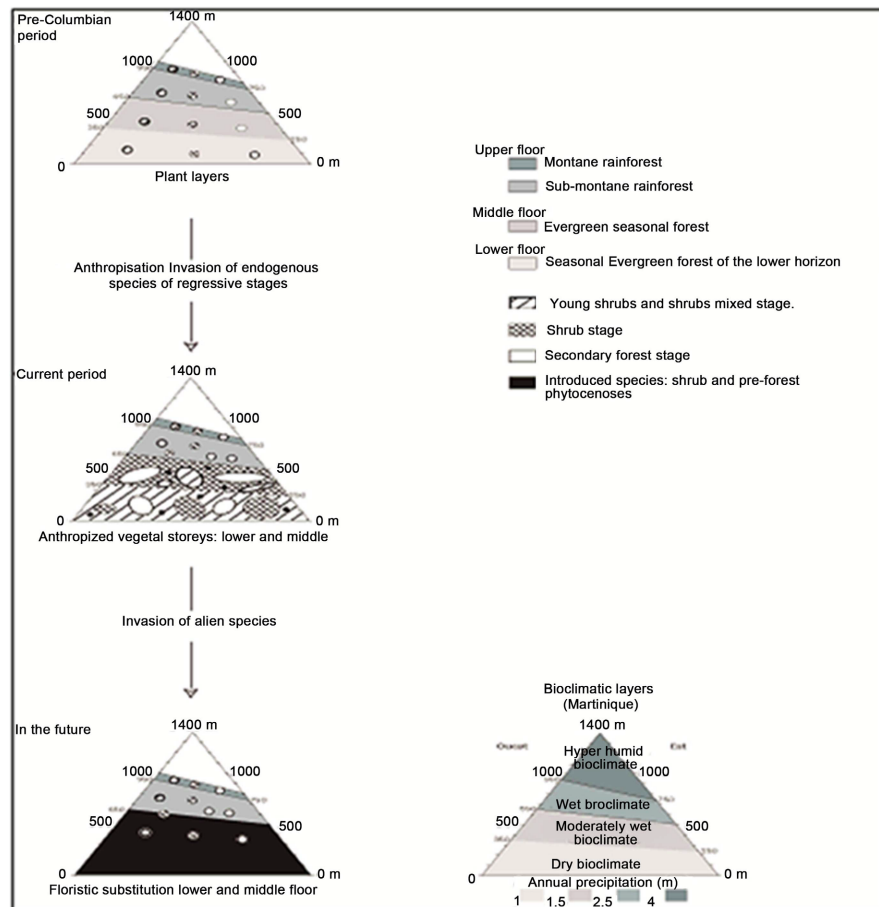 Pre-Columbian
period
1400 m
1000
1000
500
500
0
0 m
Plant layers
Anthropisation Invasion of endogenous
species of regressive stages
Current period
1400 m
1000
1000
500
500
0
0 m
Anthropized vegetal storeys: lower and middle
Invasion of alien species
In the future
1400 m
1000
1000
500
500
0
0 m
Floristic substitution lower and middle floor
Upper floor
Montane rainforest
Sub-montane rainforest
Middle floor
Evergreen seasonal forest
Lower floor
Seasonal Evergreen forest of the lower horizon
Young shrubs and shrubs mixed stage.
Shrub stage
Secondary forest stage
Introduced species: shrub and pre-forest
phytocenoses
Bioclimatic layers
(Martinique)
1400 m
Ouest
Est
Hyper humid
bioclimate
1000
1000
Wet broclimate
500
500
Moderately wet
bioclimate
Dry bioclimate
0
0 m
Annual precipitation (m)
1 1.5 2.5 4